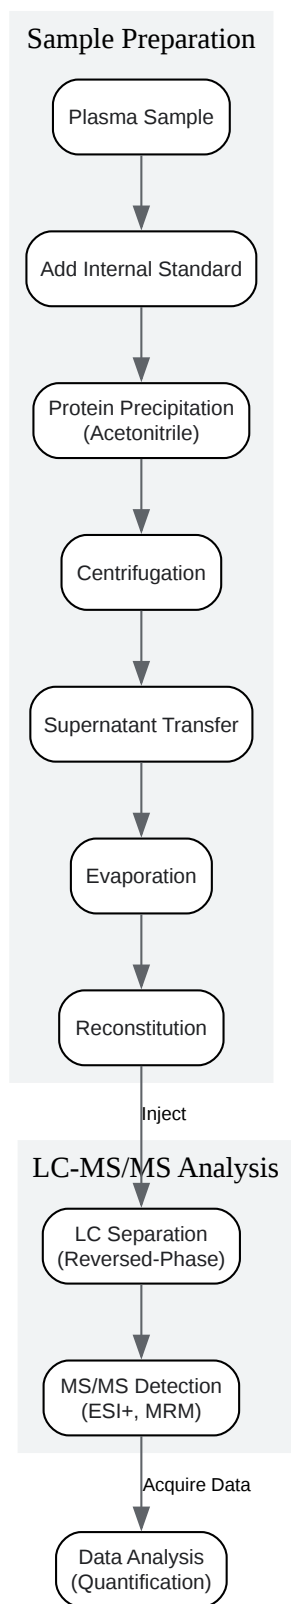 Sample Preparation
Plasma Sample
Add Internal Standard
Protein Precipitation
(Acetonitrile)
Centrifugation
Supernatant Transfer
Evaporation
Reconstitution
Inject
LC-MS/MS Analysis
LC Separation
(Reversed-Phase)
MS/MS Detection
(ESI+, MRM)
Acquire Data
Data Analysis
(Quantification)